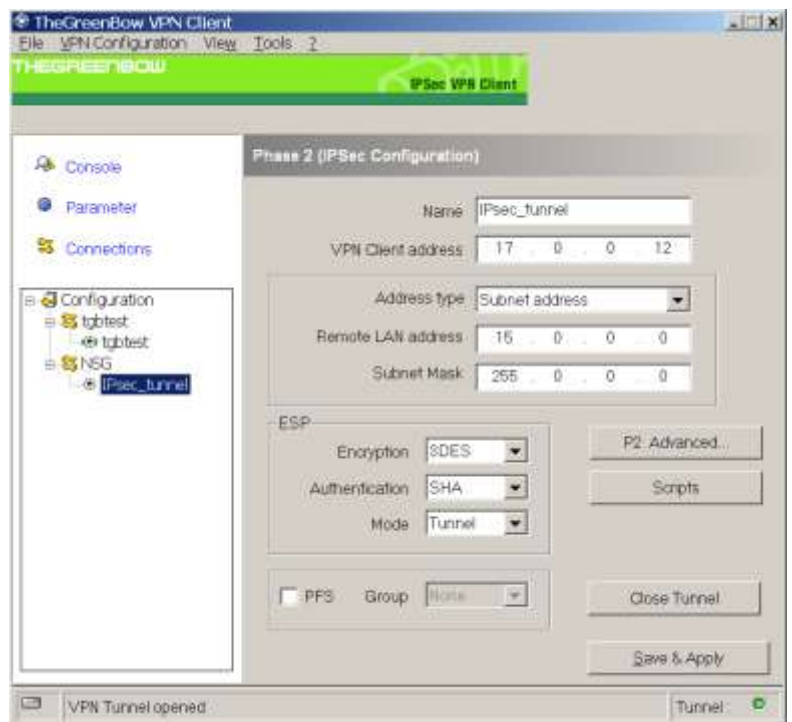 TheGreenBow VPN Client
File VPN Configuration View Tools ?
THEGREENBOW
IPSec VPN Client
Console
Parameter
Connections
Configuration
tgbtest
tgbtest
NSG
IPsec_tunnel
Phase 2 (IPSec Configuration)
Name IPsec_tunnel
VPN Client address 17 . 0 . 0 . 12
Address type Subnet address
Remote LAN address 15 . 0 . 0 . 0
Subnet Mask 255 . 0 . 0 . 0
ESP
Encryption 3DES
Authentication SHA
Mode Tunnel
P2 Advanced...
Scripts
PFS Group None
Close Tunnel
Save & Apply
VPN Tunnel opened
Tunnel: